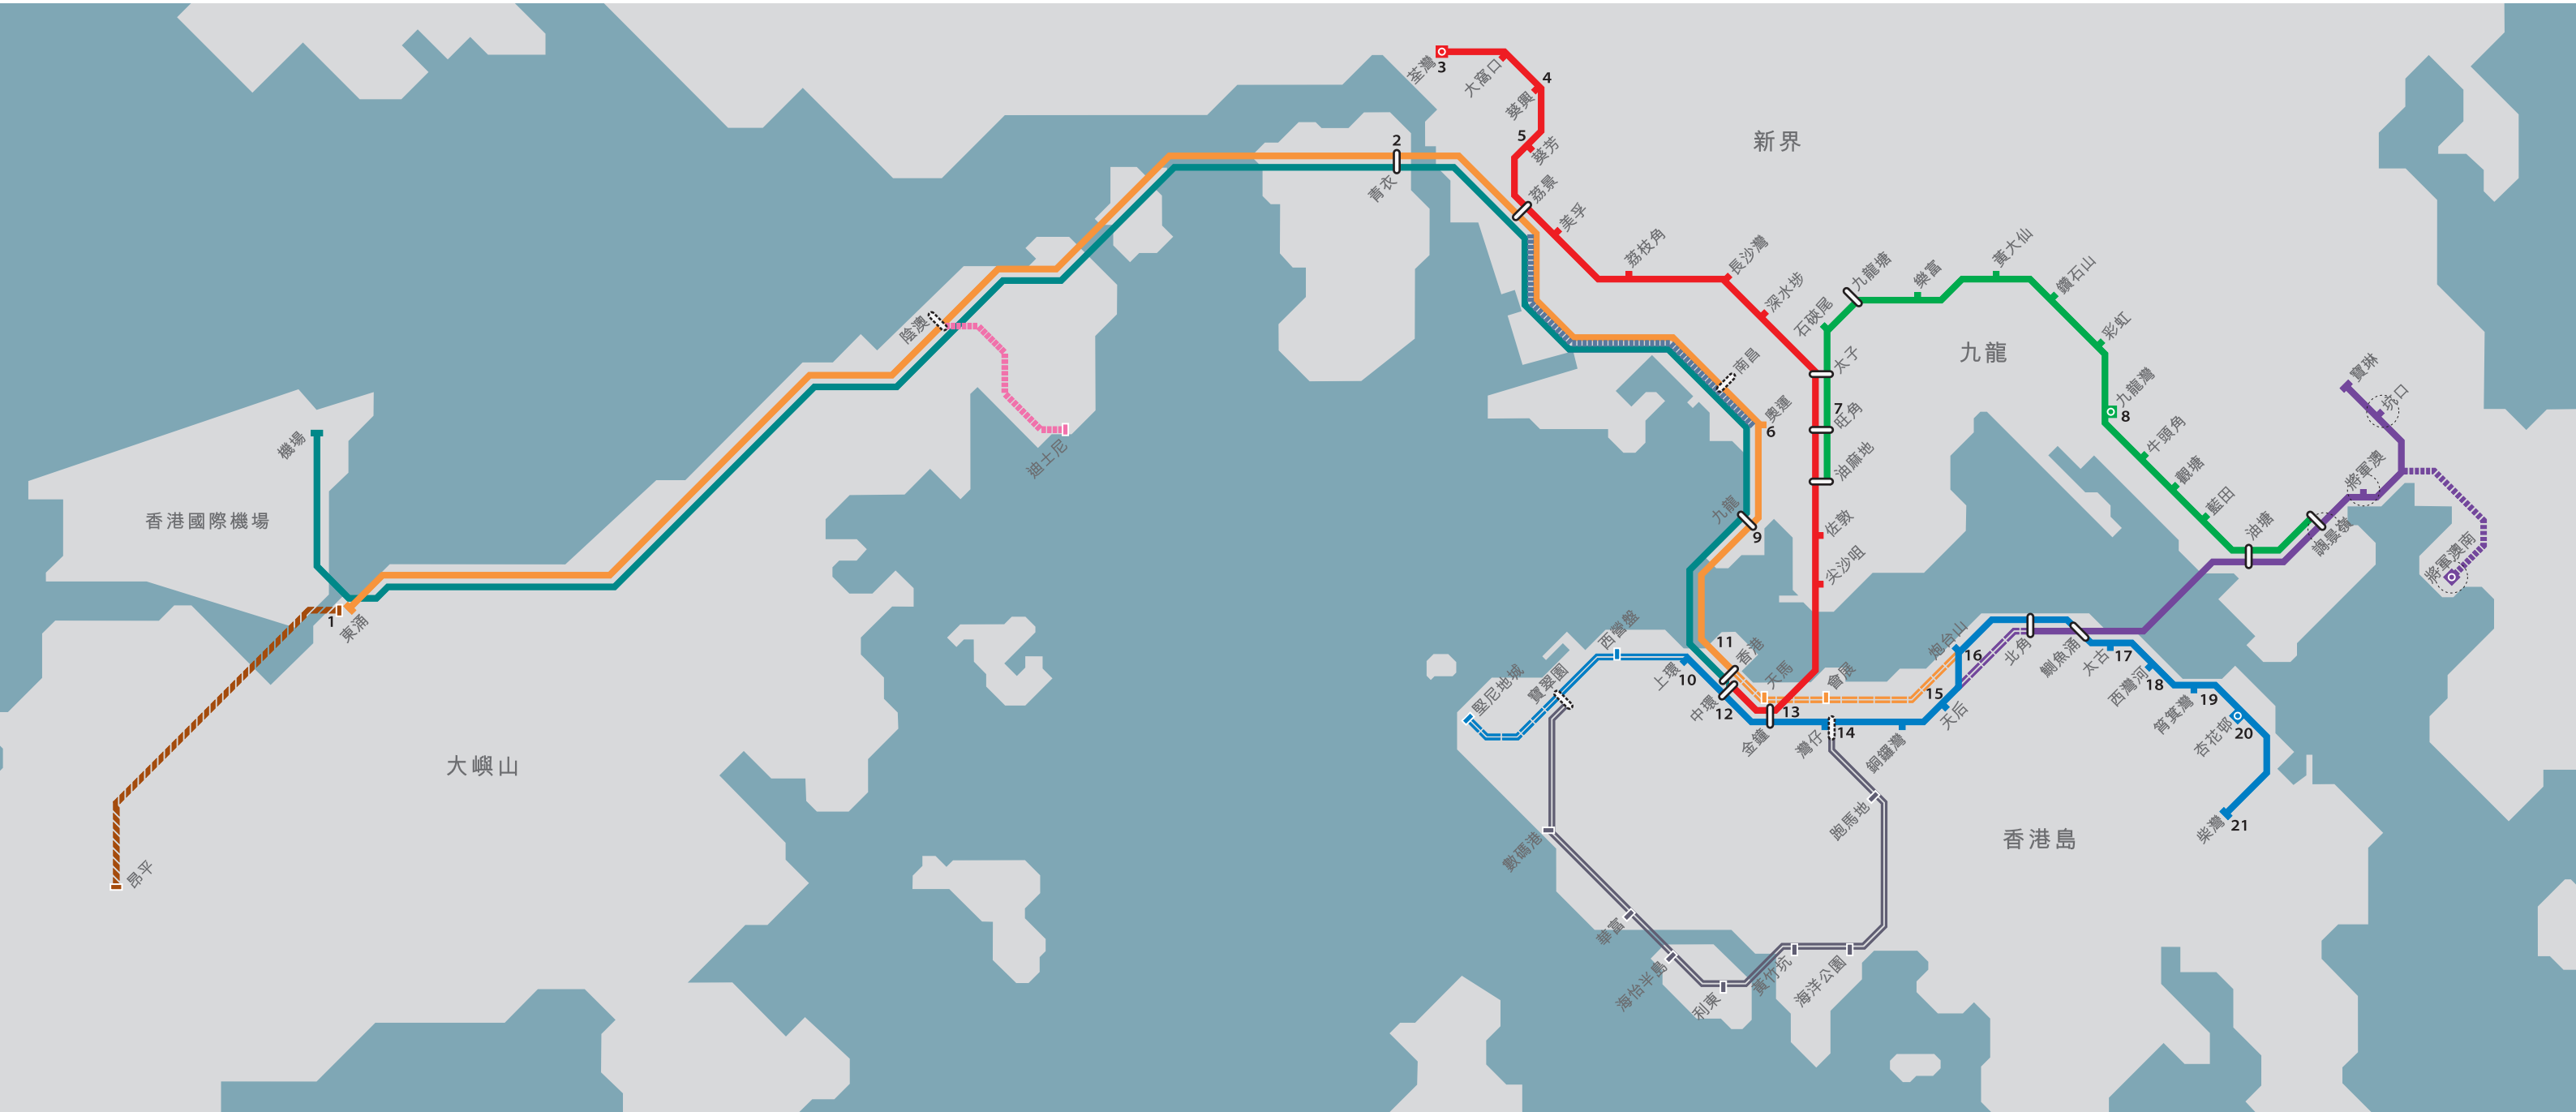 荃灣
3
大窩口
4
葵興
5
葵芳
新界
2
青衣
荔景
美孚
荔枝角
長沙灣
深水埗
石硤尾
九龍塘
樂富
黃大仙
鑽石山
彩虹
九龍
陰澳
迪士尼
南昌
奧運
6
太子
7
旺角
油麻地
九龍灣
8
牛頭角
觀塘
藍田
油塘
調景嶺
寶琳
坑口
將軍澳
將軍澳南
機場
香港國際機場
1
東涌
昂平
大嶼山
九龍
9
佐敦
尖沙咀
堅尼地城
寶翠園
西營盤
上環
10
11
香港
中環
12
天馬
13
金鐘
會展
灣仔
14
銅鑼灣
15
天后
炮台山
16
北角
鰂魚涌
太古
17
西灣河
18
筲箕灣
19
杏花邨
20
柴灣
21
跑馬地
香港島
數碼港
華富
海怡半島
利東
黃竹坑
海洋公園